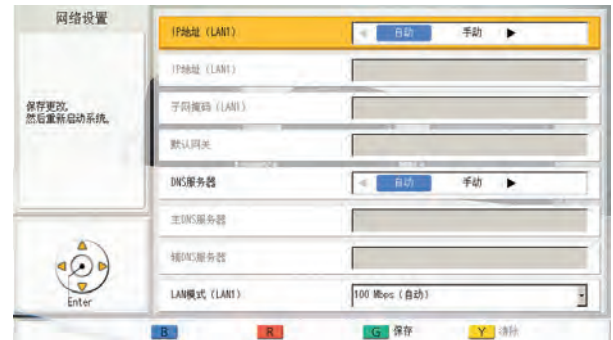 网络设置
保存更改,
然后重新启动系统。
Enter
IP地址（LAN1）
自动 手动
IP地址（LAN1）
子网掩码（LAN1）
默认网关
DNS服务器
自动 手动
主DNS服务器
辅DNS服务器
LAN模式（LAN1）
100 Mbps（自动）
B R G 保存 Y 清除